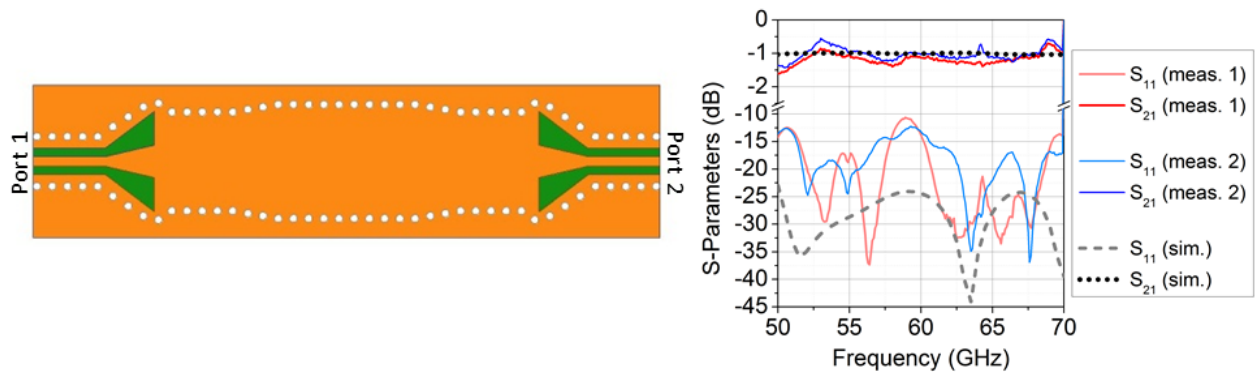 Port 1
Port 2
S-Parameters (dB)
0
-1
-2
-10
-15
-20
-25
-30
-35
-40
-45
50 55 60 65 70
Frequency (GHz)
S11 (meas. 1)
S21 (meas. 1)
S11 (meas. 2)
S21 (meas. 2)
S11 (sim.)
S21 (sim.)